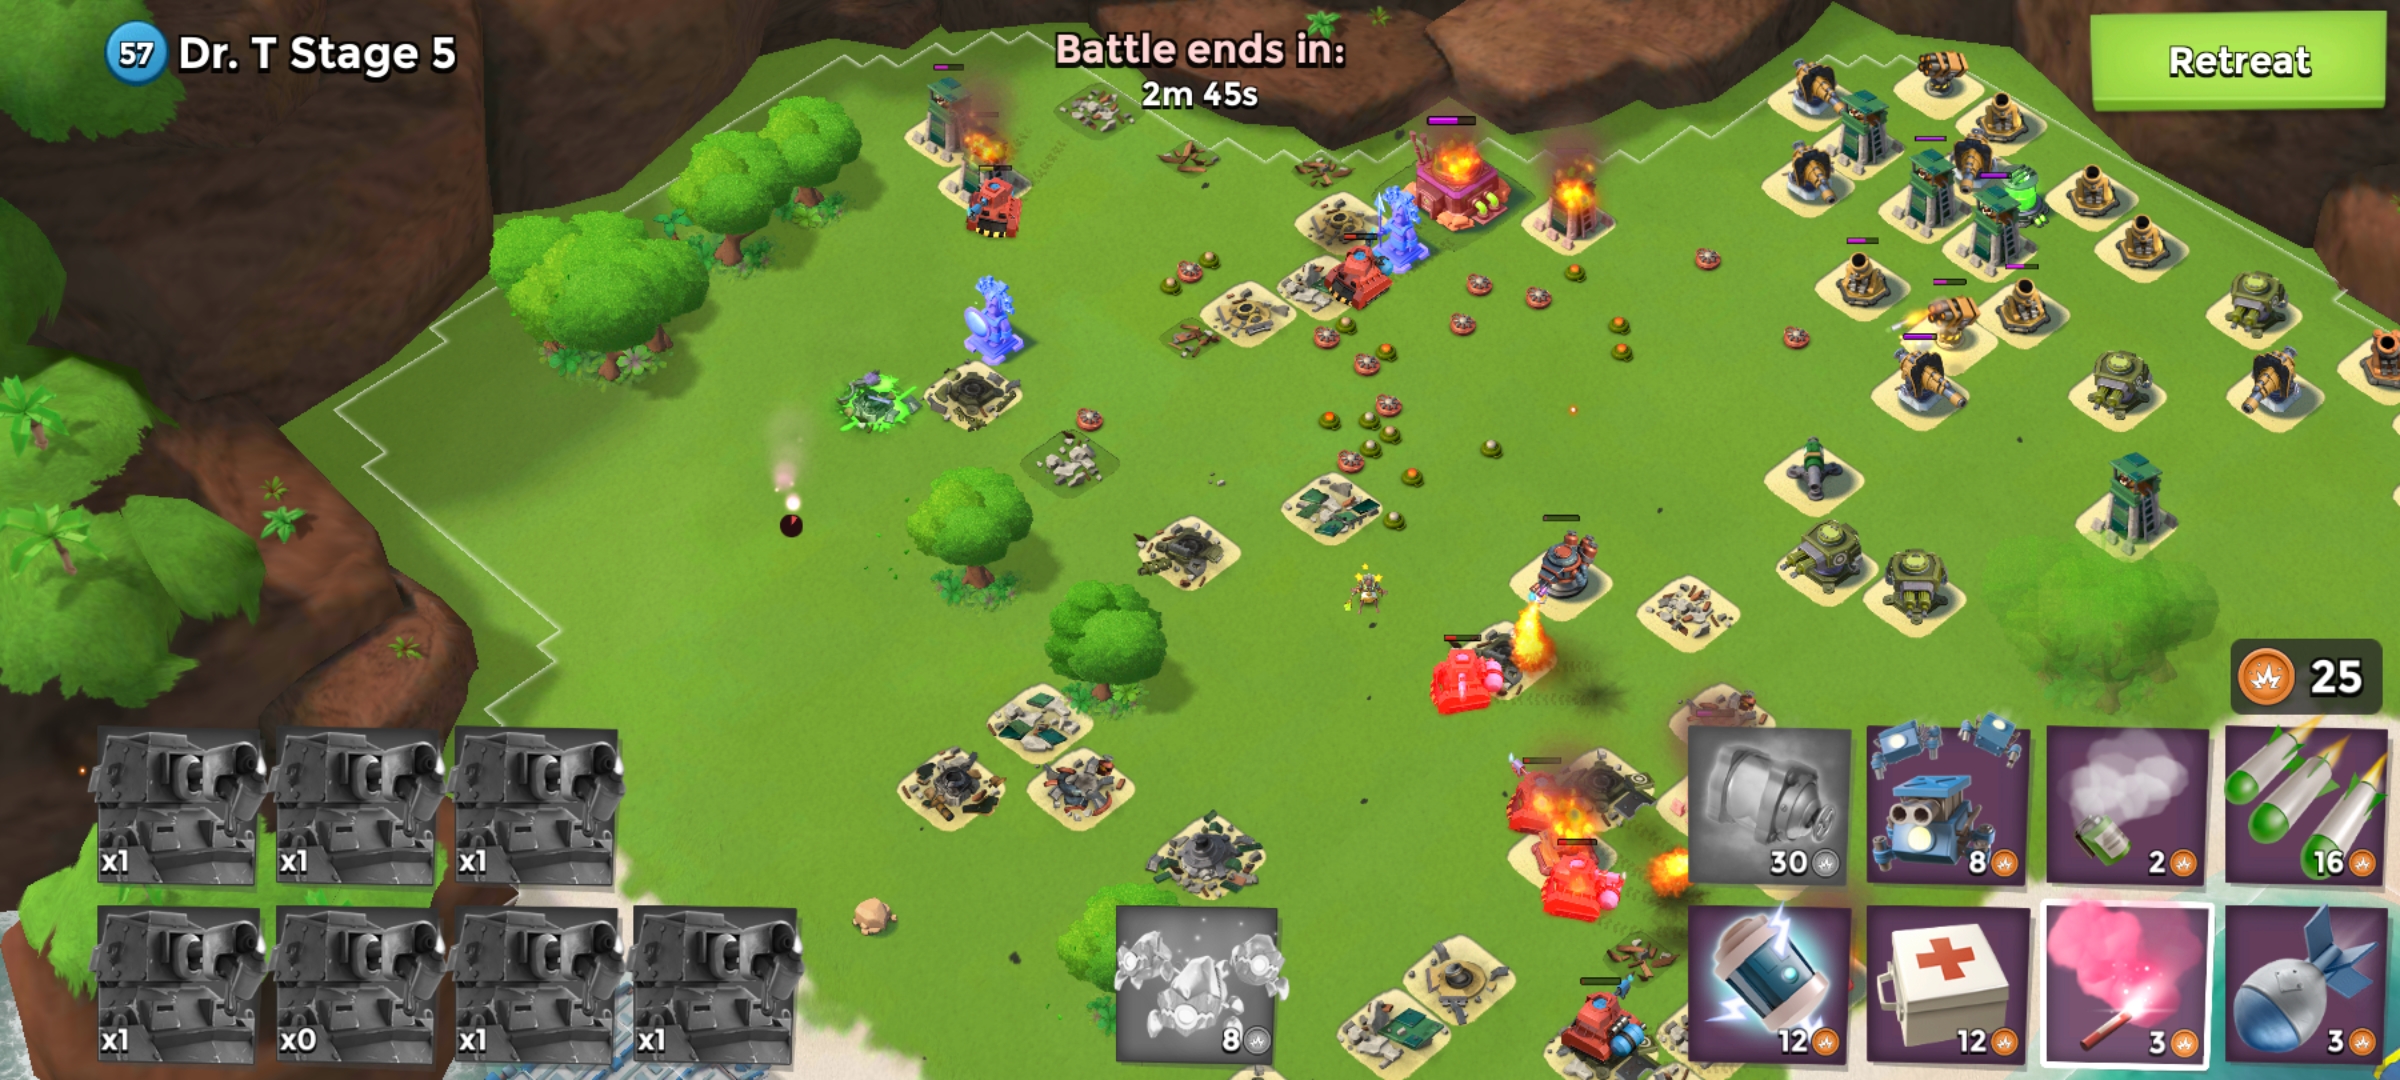 57 Dr. T Stage 5
Battle ends in:
2m 45s
Retreat
25
x1 x1 x1
30 8 2 16
x1 x0 x1 x1
8
12 12 3 3